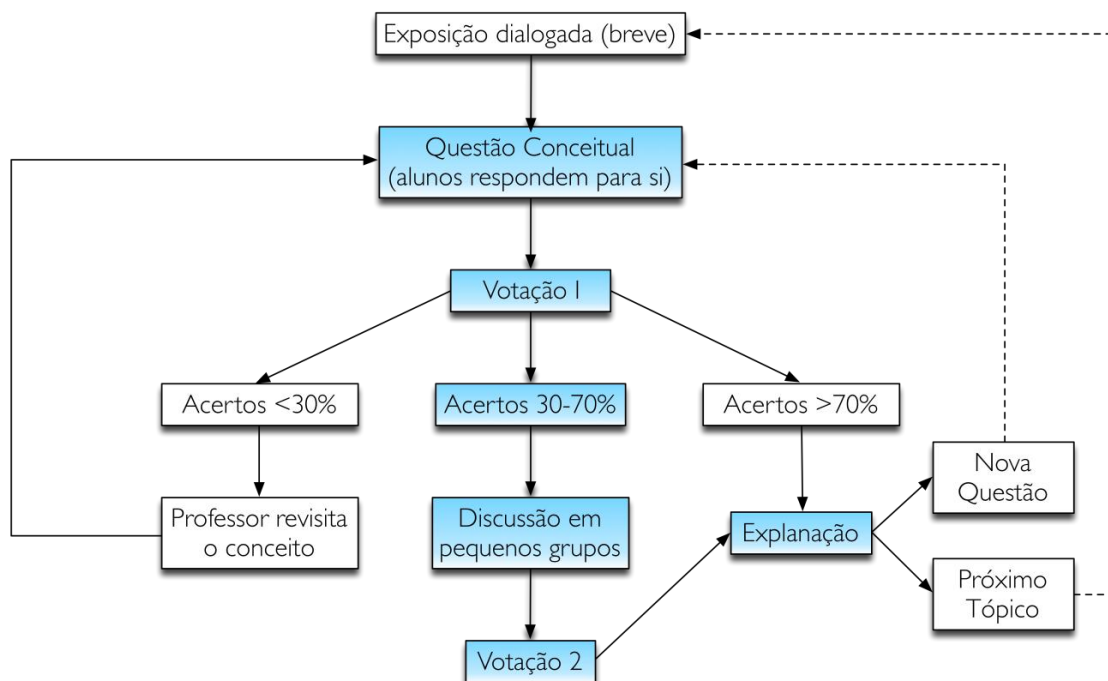 Exposição dialogada (breve)
Questão Conceitual
(alunos respondem para si)
Votação I
Acertos <30%
Acertos 30-70%
Acertos >70%
Professor revisita
o conceito
Discussão em
pequenos grupos
Explanação
Nova
Questão
Próximo
Tópico
Votação 2